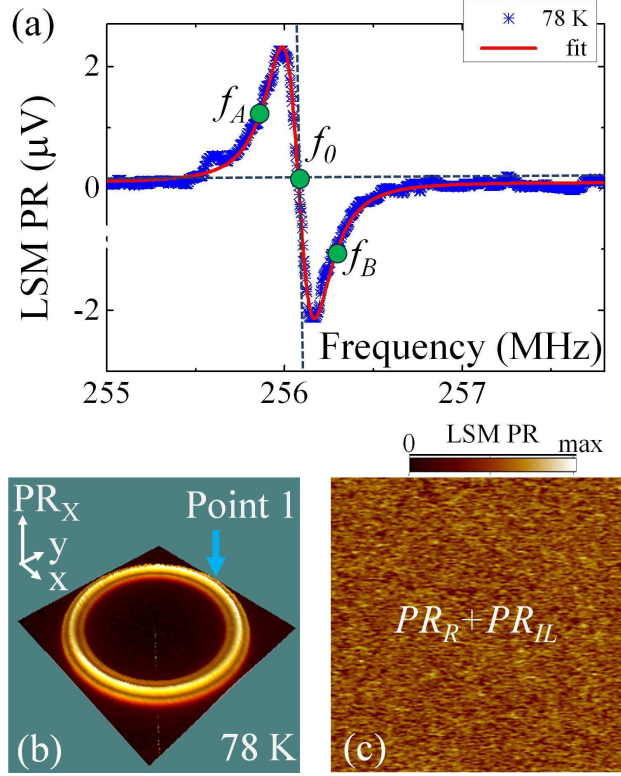 (a)
78 K
fit
LSM PR (μV)
2
0
-2
f_A
f_0
f_B
Frequency (MHz)
255
256
257
0 LSM PR max
PR_X
y
x
Point 1
(b)
78 K
PR_R + PR_IL
(c)